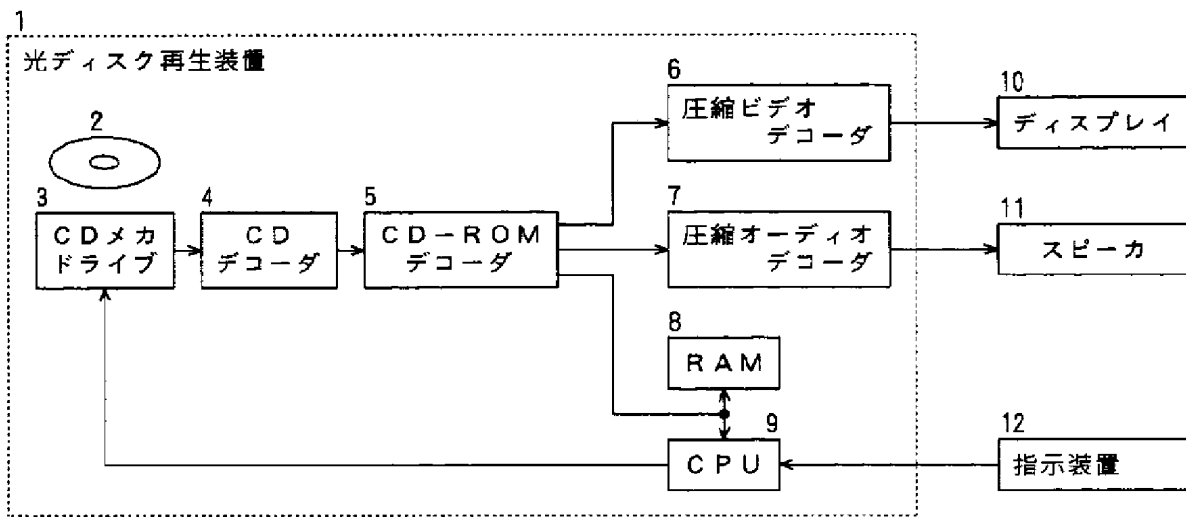 1
光ディスク再生装置
2
3
CDメカ
ドライブ
4
CD
デコーダ
5
CD－ROM
デコーダ
6
圧縮ビデオ
デコーダ
7
圧縮オーディオ
デコーダ
8
RAM
9
CPU
10
ディスプレイ
11
スピーカ
12
指示装置